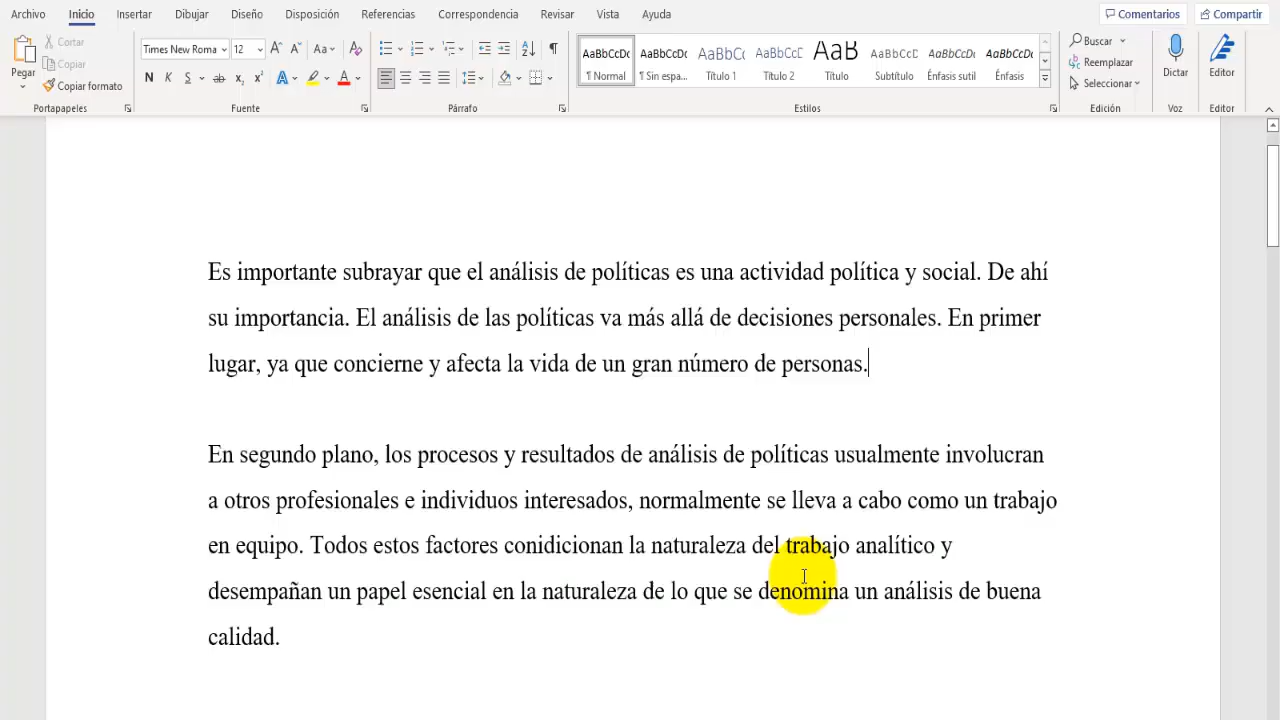 Archivo Inicio Insertar Dibujar Diseño Disposición Referencias Correspondencia Revisar Vista Ayuda Comentarios Compartir
Pegar Cortar Copiar Copiar formato
Times New Roma 12 Aa
N K S ab x₂ x² A A
AaBbCcDc AaBbCcDc AaBbCc AaBbCcD AaB AaBbCcD AaBbCcDc AaBbCcDc
¶ Normal ¶ Sin espa... Título 1 Título 2 Título Subtítulo Énfasis sutil Énfasis
Buscar Reemplazar Seleccionar
Dictar Editor
Portapapeles Fuente Párrafo Estilos Edición Voz Editor
Es importante subrayar que el análisis de políticas es una actividad política y social. De ahí
su importancia. El análisis de las políticas va más allá de decisiones personales. En primer
lugar, ya que concierne y afecta la vida de un gran número de personas.
En segundo plano, los procesos y resultados de análisis de políticas usualmente involucran
a otros profesionales e individuos interesados, normalmente se lleva a cabo como un trabajo
en equipo. Todos estos factores conidicionan la naturaleza del trabajo analítico y
desempañan un papel esencial en la naturaleza de lo que se denomina un análisis de buena
calidad.